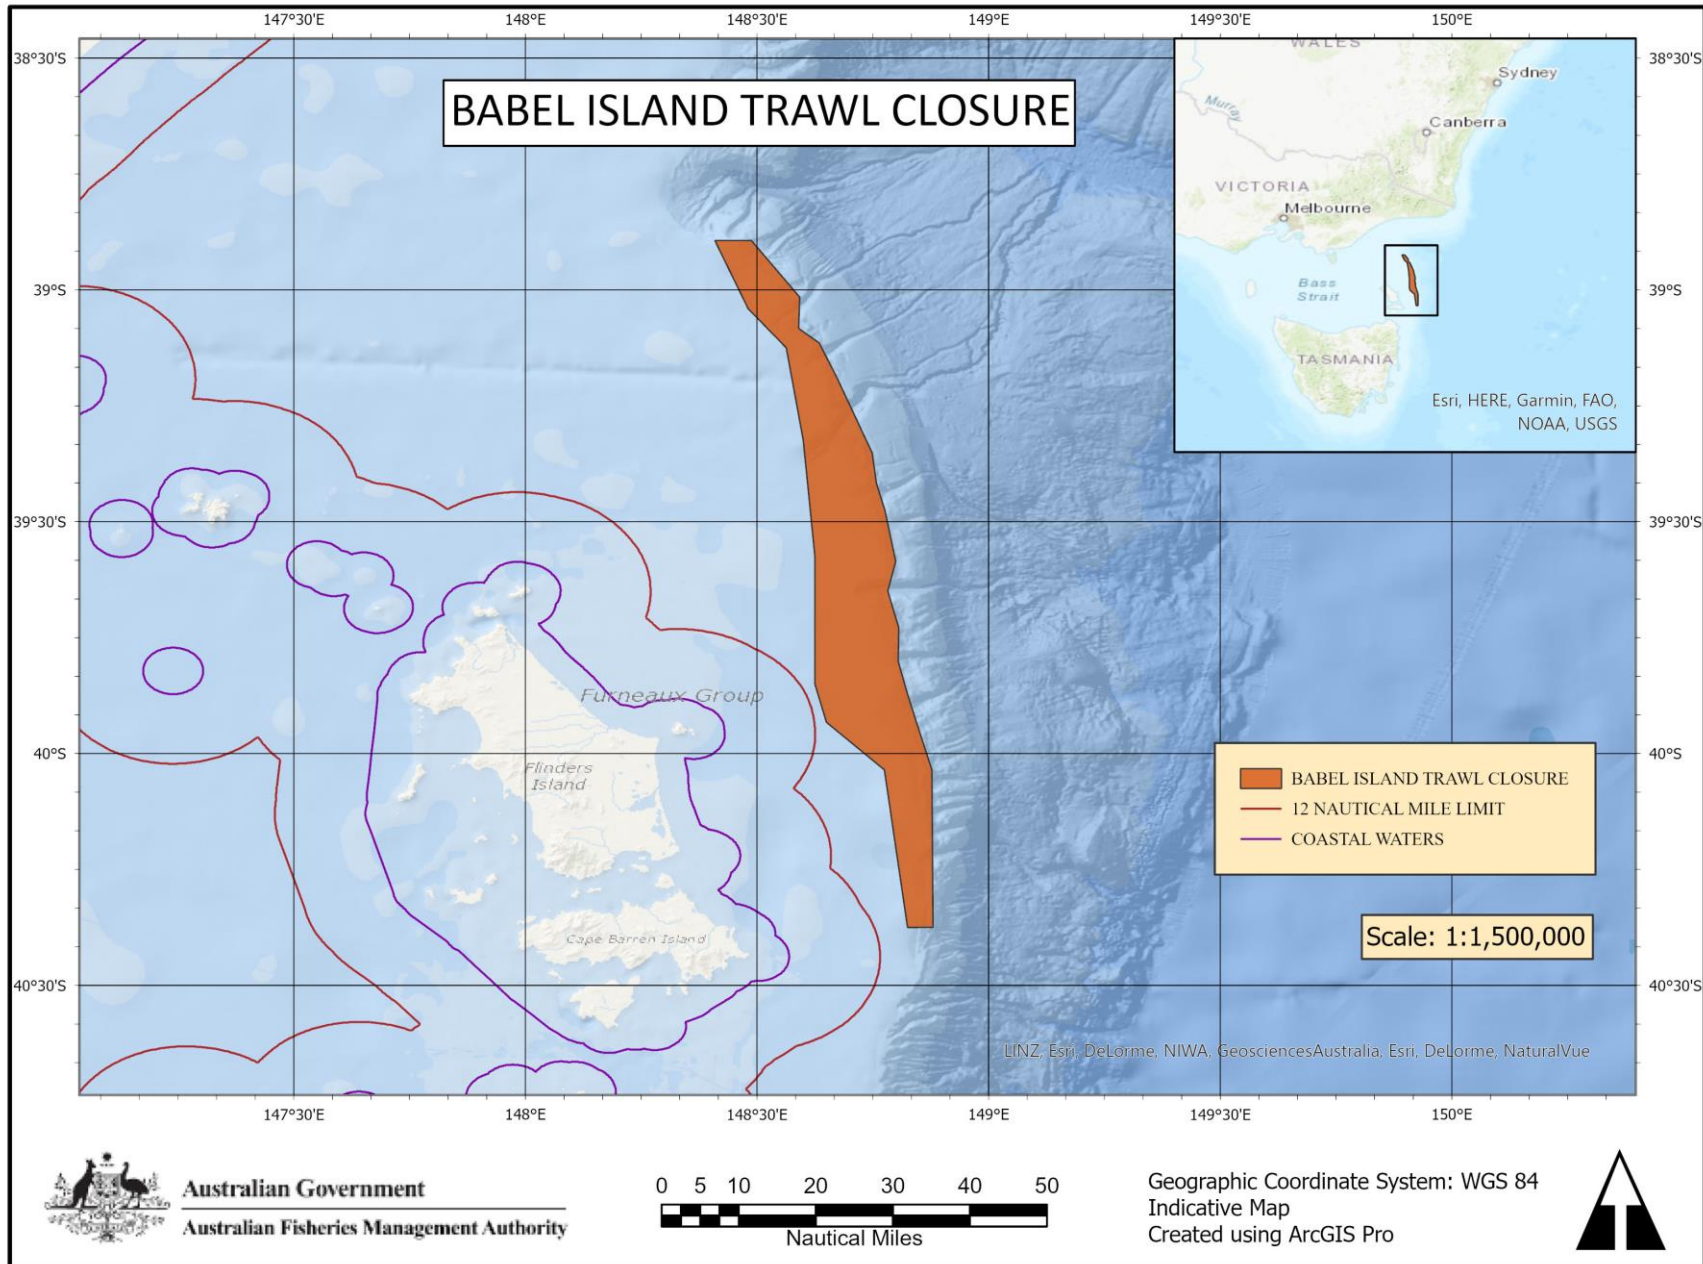 147°30'E 148°E 148°30'E 149°E 149°30'E 150°E
38°30'S 38°30'S
BABEL ISLAND TRAWL CLOSURE
WALES
Sydney
Murray
Canberra
VICTORIA
Melbourne
Bass
Strait
TASMANIA
Esri, HERE, Garmin, FAO,
NOAA, USGS
39°S 39°S
39°30'S 39°30'S
Furneaux Group
40°S 40°S
Flinders
Island
BABEL ISLAND TRAWL CLOSURE
12 NAUTICAL MILE LIMIT
COASTAL WATERS
Cape Barren Island
Scale: 1:1,500,000
40°30'S 40°30'S
LINZ, Esri, DeLorme, NIWA, GeosciencesAustralia, Esri, DeLorme, NaturalVue
147°30'E 148°E 148°30'E 149°E 149°30'E 150°E
Australian Government
Australian Fisheries Management Authority
0 5 10 20 30 40 50
Nautical Miles
Geographic Coordinate System: WGS 84
Indicative Map
Created using ArcGIS Pro